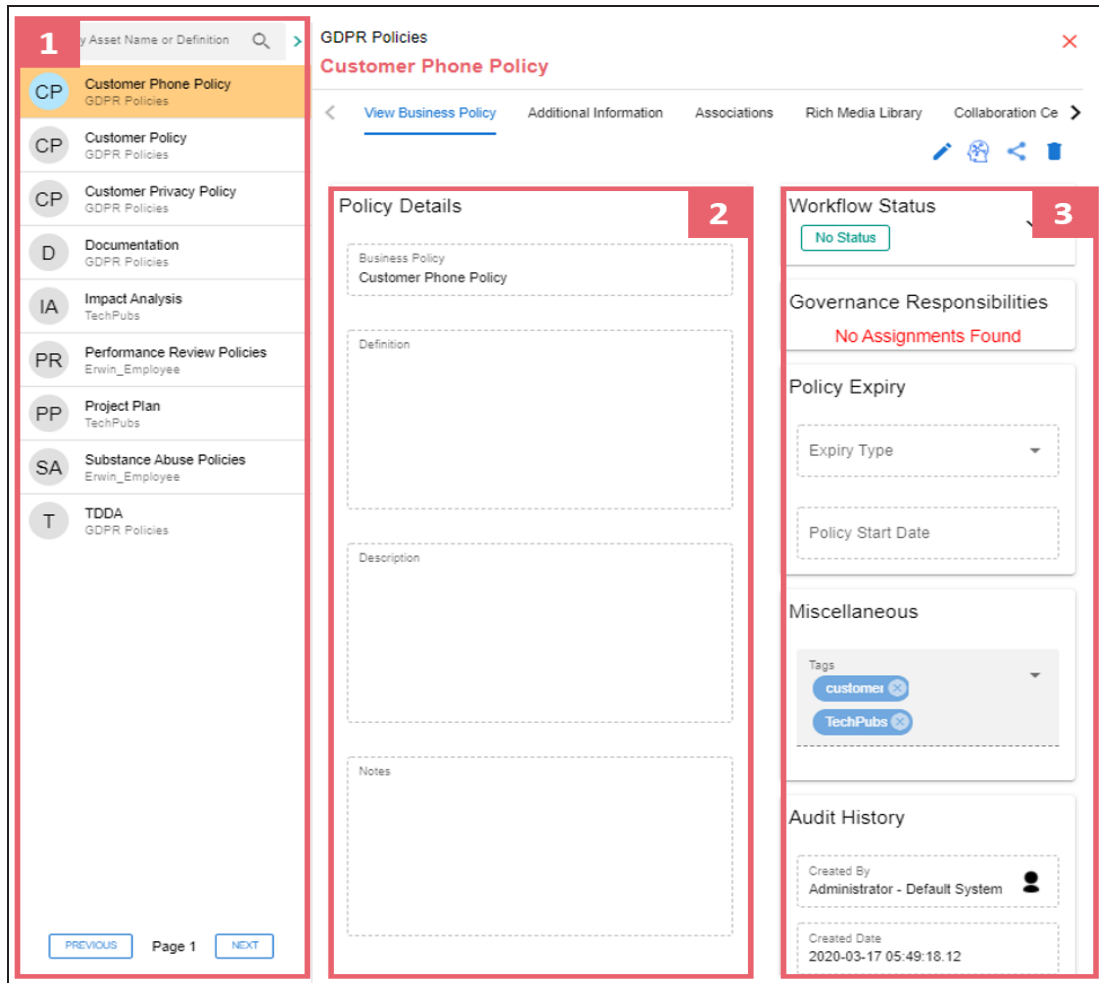 1
y Asset Name or Definition
CP
Customer Phone Policy
GDPR Policies
CP
Customer Policy
GDPR Policies
CP
Customer Privacy Policy
GDPR Policies
D
Documentation
GDPR Policies
IA
Impact Analysis
TechPubs
PR
Performance Review Policies
Erwin_Employee
PP
Project Plan
TechPubs
SA
Substance Abuse Policies
Erwin_Employee
T
TDDA
GDPR Policies
PREVIOUS Page 1 NEXT
GDPR Policies
Customer Phone Policy
View Business Policy Additional Information Associations Rich Media Library Collaboration Ce
Policy Details
2
Business Policy
Customer Phone Policy
Definition
Description
Notes
Workflow Status
3
No Status
Governance Responsibilities
No Assignments Found
Policy Expiry
Expiry Type
Policy Start Date
Miscellaneous
Tags
customer
TechPubs
Audit History
Created By
Administrator - Default System
Created Date
2020-03-17 05:49:18.12